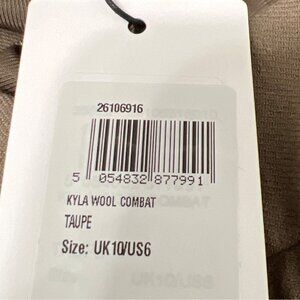 26106916
5 054832 877991
KYLA WOOL COMBAT
TAUPE
Size: UK10/US6